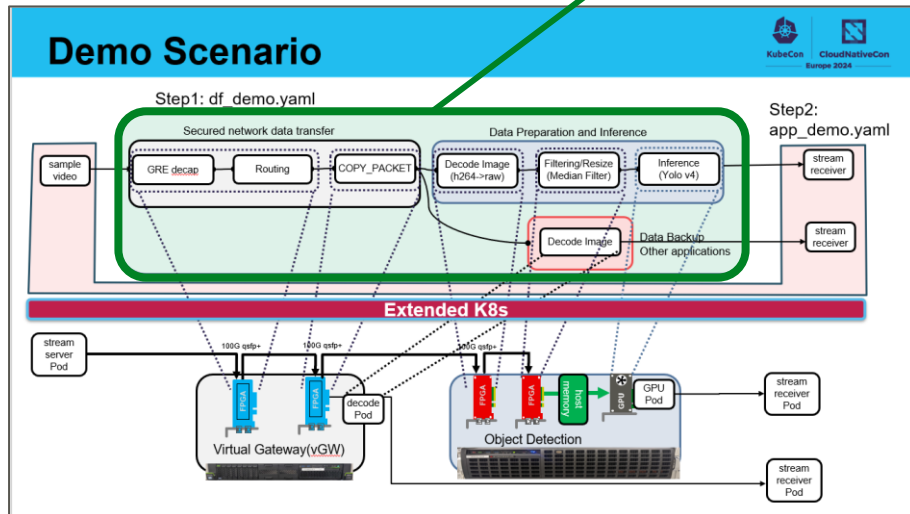 Demo Scenario
KubeCon
CloudNativeCon
Europe 2024
Step1: df_demo.yaml
Step2:
app_demo.yaml
Secured network data transfer
Data Preparation and Inference
sample
video
GRE decap
Routing
COPY_PACKET
Decode Image
(h264->raw)
Filtering/Resize
(Median Filter)
Inference
(Yolo v4)
stream
receiver
Decode Image
Data Backup
Other applications
stream
receiver
Extended K8s
stream
server
Pod
100G qsfp+
100G qsfp+
100G qsfp+
FPGA
FPGA
decode
Pod
FPGA
FPGA
host
memory
GPU
GPU
Pod
stream
receiver
Pod
Virtual Gateway(vGW)
Object Detection
stream
receiver
Pod